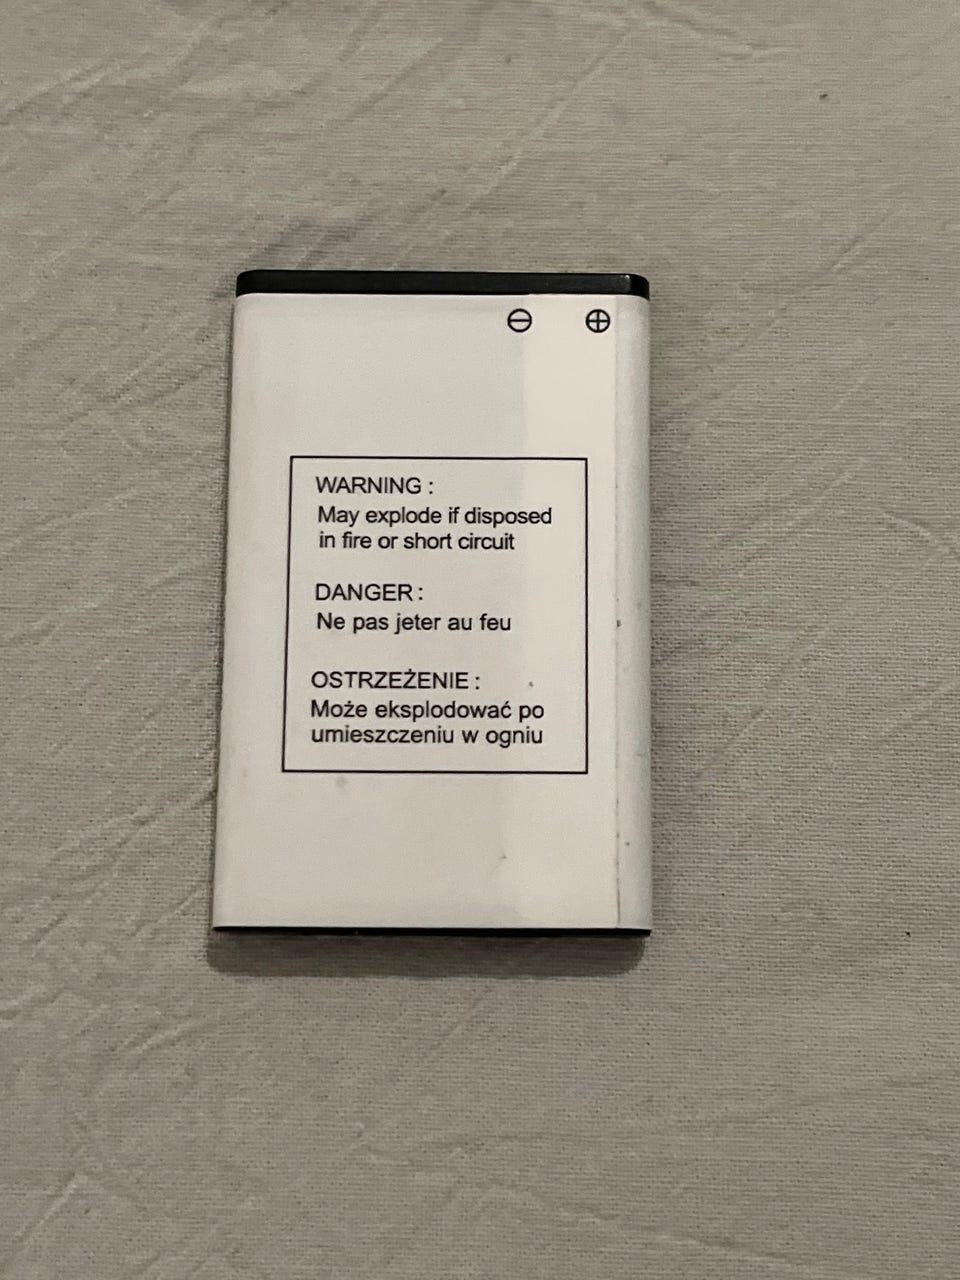 ⊖ ⊕
WARNING :
May explode if disposed
in fire or short circuit
DANGER :
Ne pas jeter au feu
OSTRZEŻENIE :
Może eksplodować po
umieszczeniu w ogniu